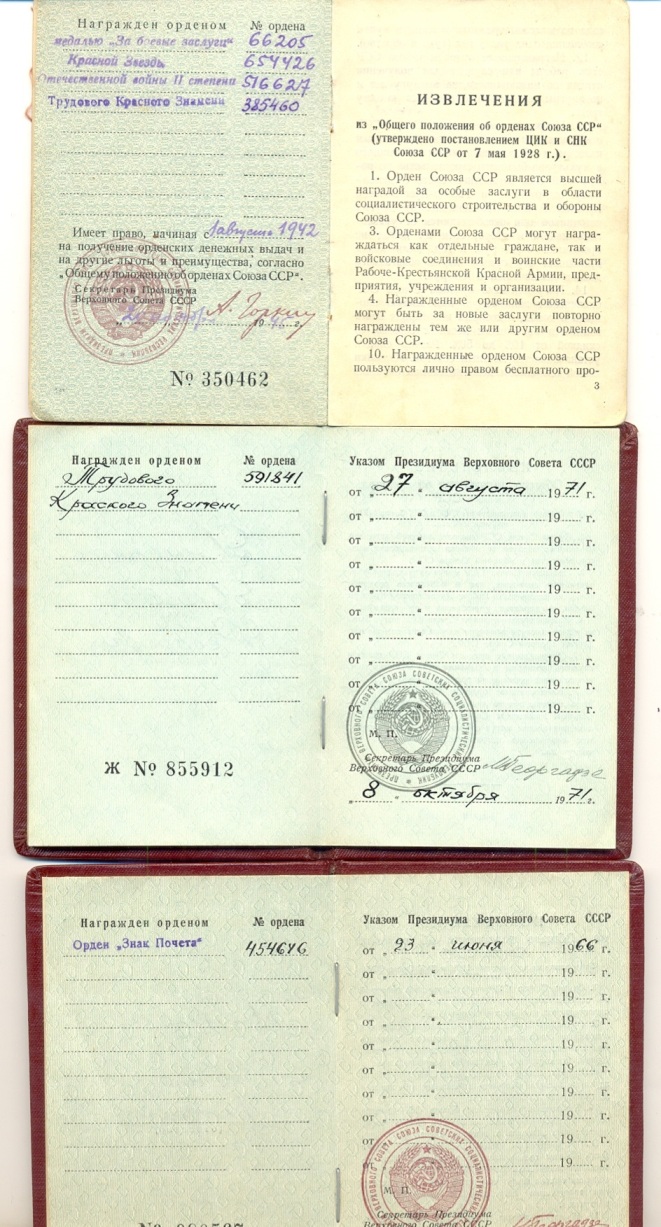 Награжден орденом № ордена
медалью „За боевые заслуги“ 66205
Красной Звезды 654426
Отечественной войны II степени 516627
Трудового Красного Знамени 385460
Имеет право, начиная с 1 августа 1942
на получение орденских денежных выдач и
на другие льготы и преимущества, согласно
„Общему положению об орденах Союза ССР“.
Секретарь Президиума
Верховного Совета СССР
А. Горкин
19
№ 350462
ИЗВЛЕЧЕНИЯ
из „Общего положения об орденах Союза ССР“
(утверждено постановлением ЦИК и СНК
Союза ССР от 7 мая 1928 г.).
1. Орден Союза ССР является высшей
наградой за особые заслуги в области
социалистического строительства и обороны
Союза ССР.
3. Орденами Союза ССР могут награ-
ждаться как отдельные граждане, так и
войсковые соединения и воинские части
Рабоче-Крестьянской Красной Армии, пред-
приятия, учреждения и организации.
4. Награжденные орденом Союза ССР
могут быть за новые заслуги повторно
награждены тем же или другим орденом
Союза ССР.
10. Награжденные орденом Союза ССР
пользуются лично правом бесплатного про-
3
Награжден орденом № ордена
Трудового 591841
Красного Знамени
Ж № 855912
Указом Президиума Верховного Совета СССР
от „27“ августа 1971 г.
от „ “ 19 г.
от „ “ 19 г.
от „ “ 19 г.
от „ “ 19 г.
от „ “ 19 г.
от „ “ 19 г.
от „ “ 19 г.
от „ “ 19 г.
от „ “ 19 г.
М. П.
Секретарь Президиума
Верховного Совета СССР М Георгадзе
„8“ октября 1971 г.
Награжден орденом № ордена
Орден „Знак Почета“ 454646
Указом Президиума Верховного Совета СССР
от „23“ июня 1966 г.
от „ “ 19 г.
от „ “ 19 г.
от „ “ 19 г.
от „ “ 19 г.
от „ “ 19 г.
от „ “ 19 г.
от „ “ 19 г.
от „ “ 19 г.
от „ “ 19 г.
М. П.
Секретарь Президиума
Верховного Совета СССР